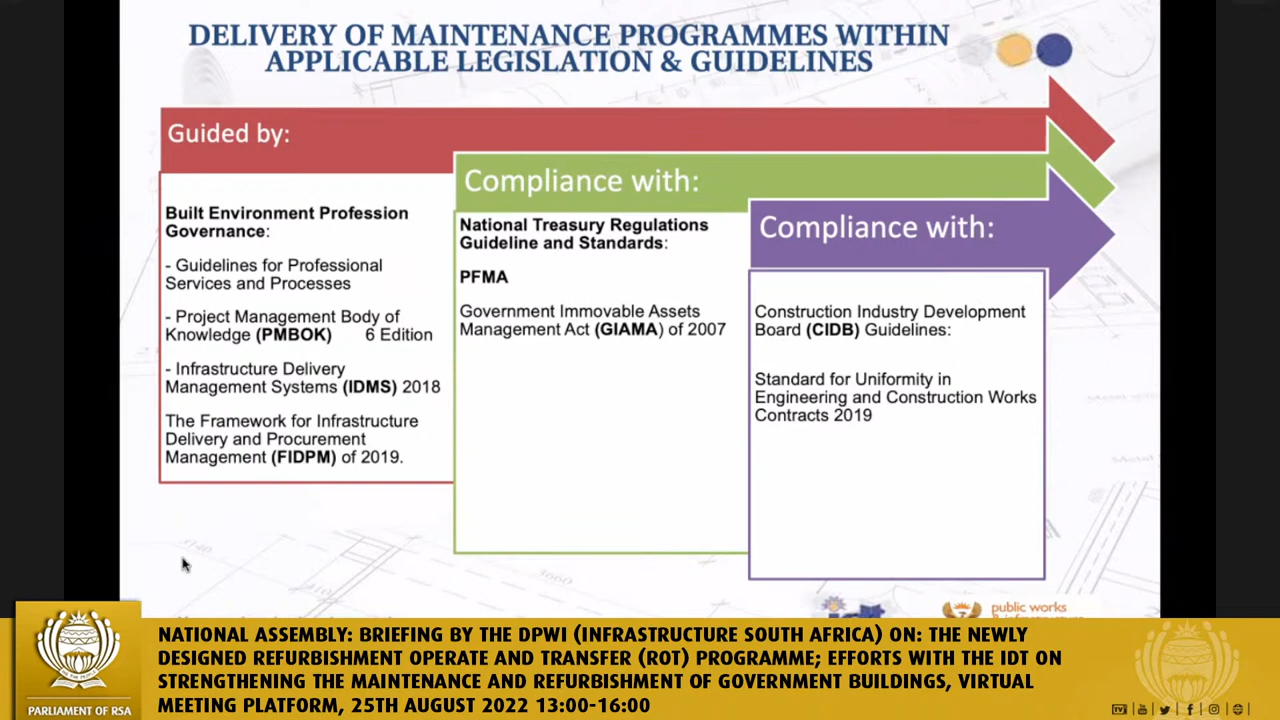 DELIVERY OF MAINTENANCE PROGRAMMES WITHIN
APPLICABLE LEGISLATION & GUIDELINES
Guided by:
Built Environment Profession
Governance:
- Guidelines for Professional
Services and Processes
- Project Management Body of
Knowledge (PMBOK) 6 Edition
- Infrastructure Delivery
Management Systems (IDMS) 2018
The Framework for Infrastructure
Delivery and Procurement
Management (FIDPM) of 2019.
Compliance with:
National Treasury Regulations
Guideline and Standards:
PFMA
Government Immovable Assets
Management Act (GIAMA) of 2007
Compliance with:
Construction Industry Development
Board (CIDB) Guidelines:
Standard for Uniformity in
Engineering and Construction Works
Contracts 2019
public works
NATIONAL ASSEMBLY: BRIEFING BY THE DPWI (INFRASTRUCTURE SOUTH AFRICA) ON: THE NEWLY
DESIGNED REFURBISHMENT OPERATE AND TRANSFER (ROT) PROGRAMME; EFFORTS WITH THE IDT ON
STRENGTHENING THE MAINTENANCE AND REFURBISHMENT OF GOVERNMENT BUILDINGS, VIRTUAL
MEETING PLATFORM, 25TH AUGUST 2022 13:00-16:00
PARLIAMENT OF RSA